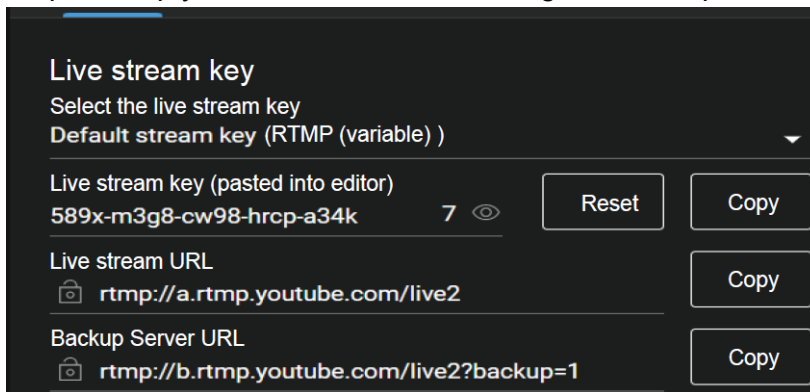 Live stream key
Select the live stream key
Default stream key (RTMP (variable) )
Live stream key (pasted into editor)
589x-m3g8-cw98-hrcp-a34k 7 Reset Copy
Live stream URL
rtmp://a.rtmp.youtube.com/live2 Copy
Backup Server URL
rtmp://b.rtmp.youtube.com/live2?backup=1 Copy